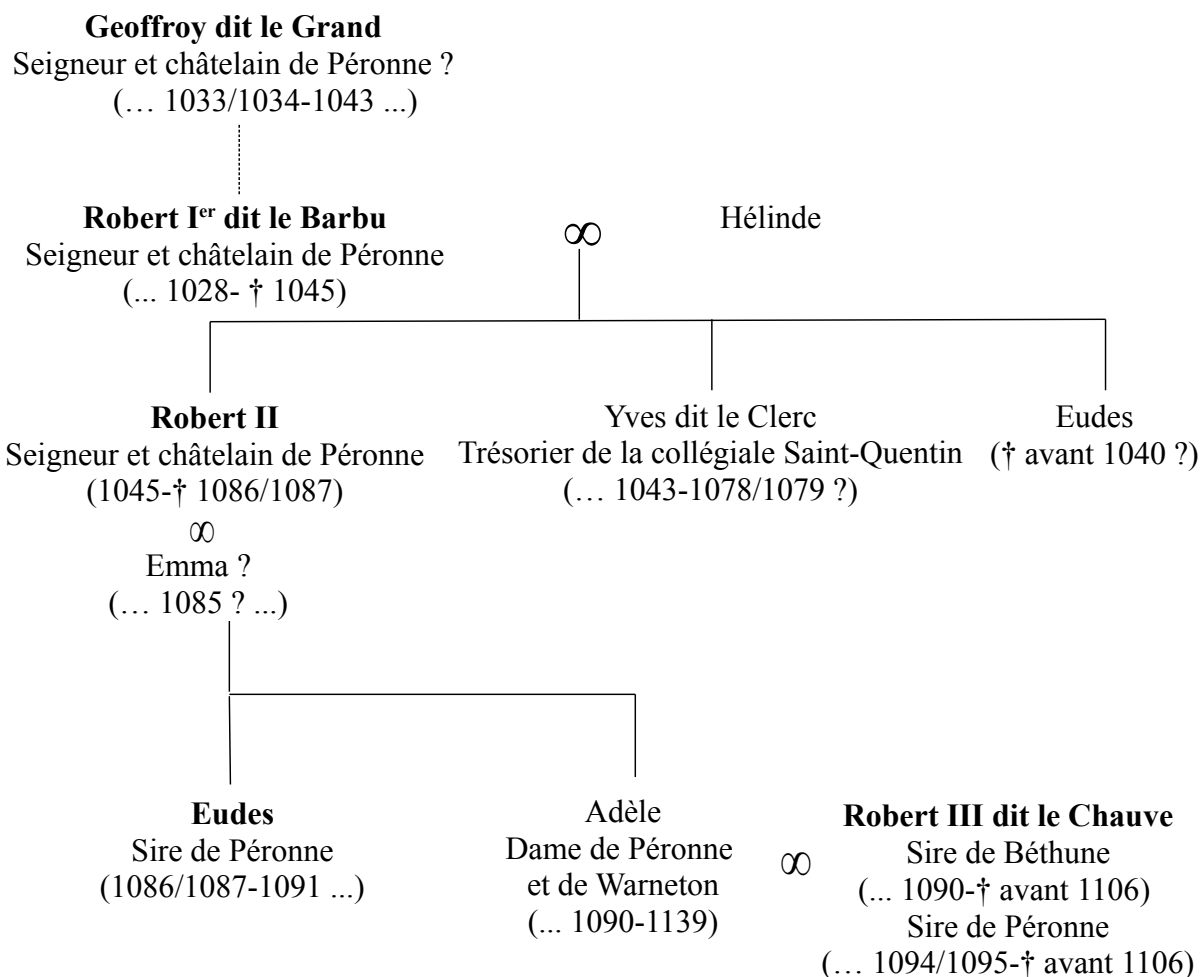 Geoffroy dit le Grand
Seigneur et châtelain de Péronne ?
(… 1033/1034-1043 ...)
Robert Iᵉʳ dit le Barbu
Seigneur et châtelain de Péronne
(... 1028- † 1045)
∞
Hélinde
Robert II
Seigneur et châtelain de Péronne
(1045-† 1086/1087)
∞
Emma ?
(… 1085 ? ...)
Yves dit le Clerc
Trésorier de la collégiale Saint-Quentin
(… 1043-1078/1079 ?)
Eudes
(† avant 1040 ?)
Eudes
Sire de Péronne
(1086/1087-1091 ...)
Adèle
Dame de Péronne
et de Warneton
(... 1090-1139)
∞
Robert III dit le Chauve
Sire de Béthune
(... 1090-† avant 1106)
Sire de Péronne
(… 1094/1095-† avant 1106)